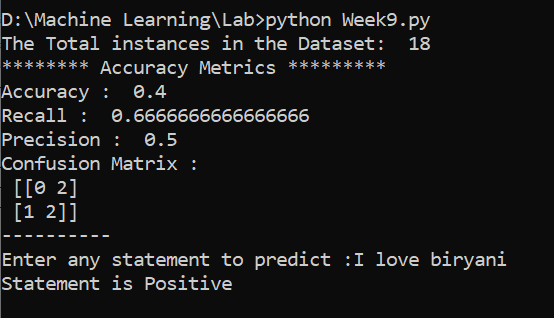 D:\Machine Learning\Lab>python Week9.py
The Total instances in the Dataset:  18
******** Accuracy Metrics *********
Accuracy :  0.4
Recall :  0.6666666666666666
Precision :  0.5
Confusion Matrix :
 [[0 2]
 [1 2]]
----------
Enter any statement to predict :I love biryani
Statement is Positive